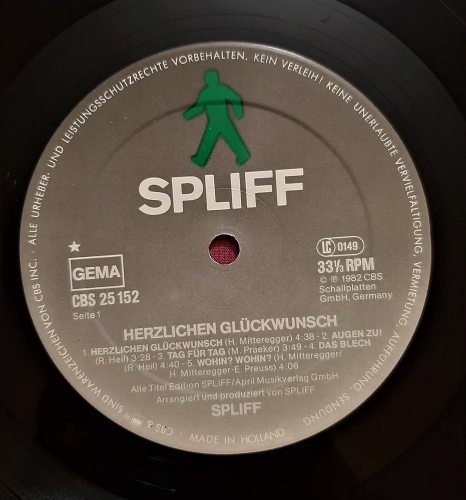 ALLE URHEBER- UND LEISTUNGSSCHUTZRECHTE VORBEHALTEN. KEIN VERLEIH! KEINE UNERLAUBTE VERVIELFÄLTIGUNG, VERMIETUNG, AUFFÜHRUNG, SENDUNG
SPLIFF
GEMA
CBS 25 152
Seite 1
LC 0149
33⅓ RPM
© ℗ 1982 CBS
Schallplatten
GmbH, Germany
HERZLICHEN GLÜCKWUNSCH
1. HERZLICHEN GLÜCKWUNSCH (H. Mitteregger) 4:38 - 2. AUGEN ZU!
(R. Heil) 3:28 - 3. TAG FÜR TAG (M. Praeker) 3:49 - 4. DAS BLECH
(R. Heil) 4:40 - 5. WOHIN? WOHIN? (H. Mitteregger/
H. Mitteregger-E. Preuss) 4:06
Alle Titel Edition SPLIFF/April Musikverlag GmbH
Arrangiert und produziert von SPLIFF
SPLIFF
SIND WARENZEICHEN VON CBS INC.
MADE IN HOLLAND